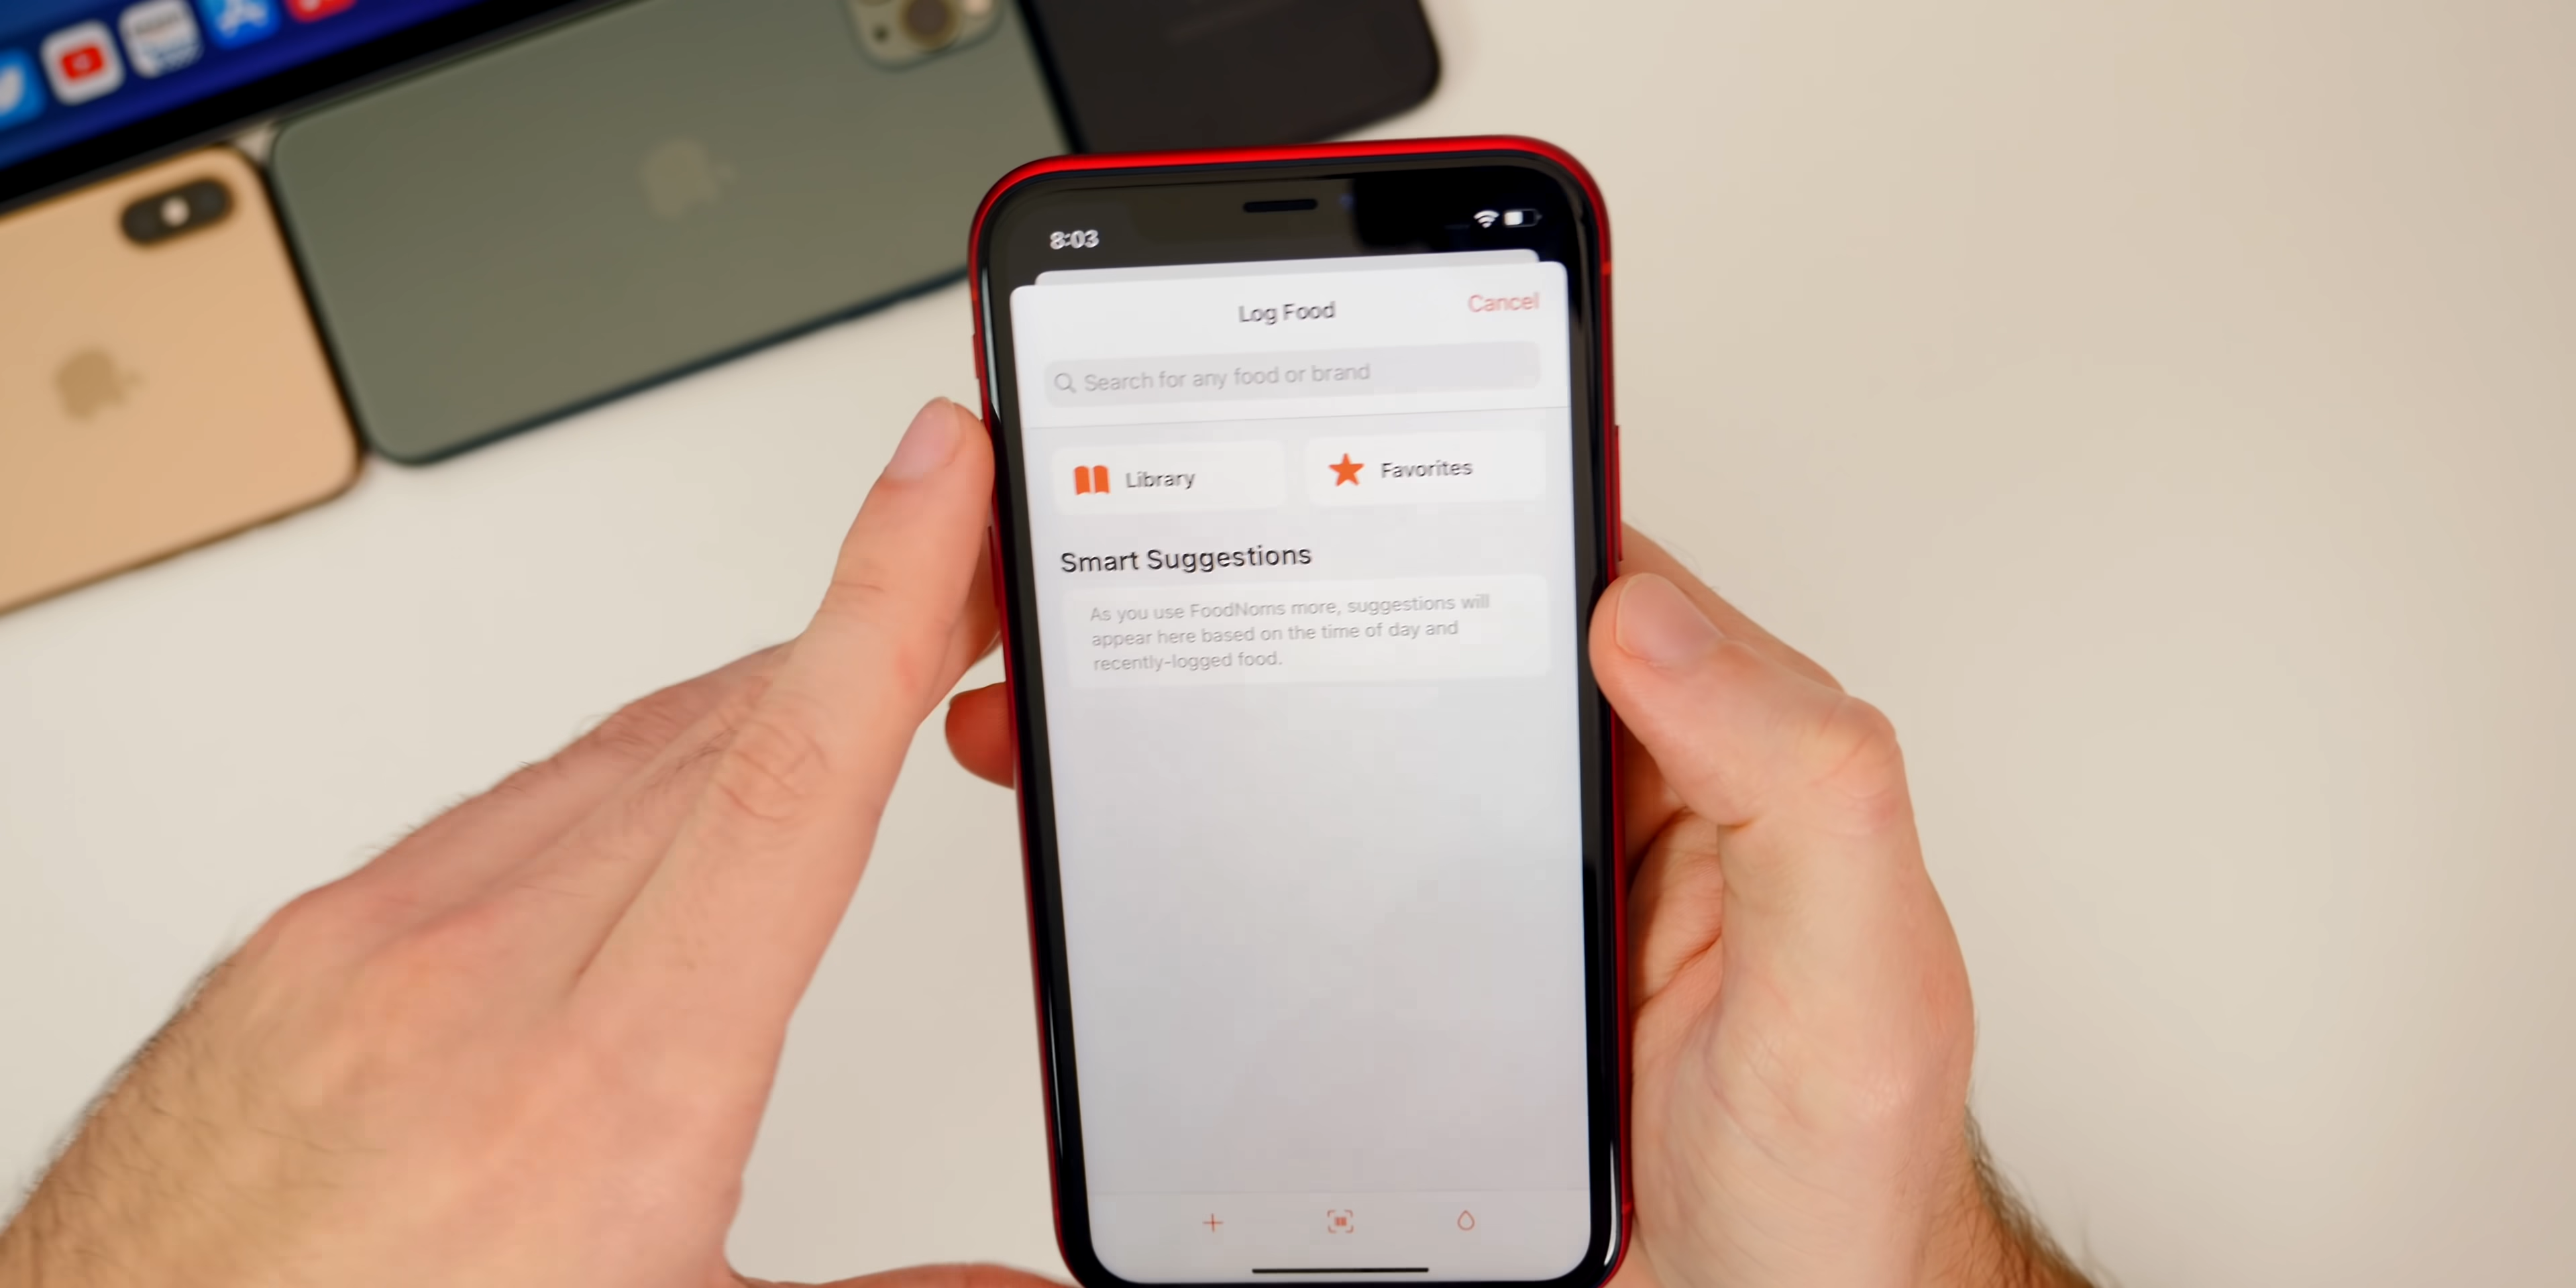 8:03
Log Food
Cancel
Search for any food or brand
Library
Favorites
Smart Suggestions
As you use FoodNoms more, suggestions will
appear here based on the time of day and
recently-logged food.